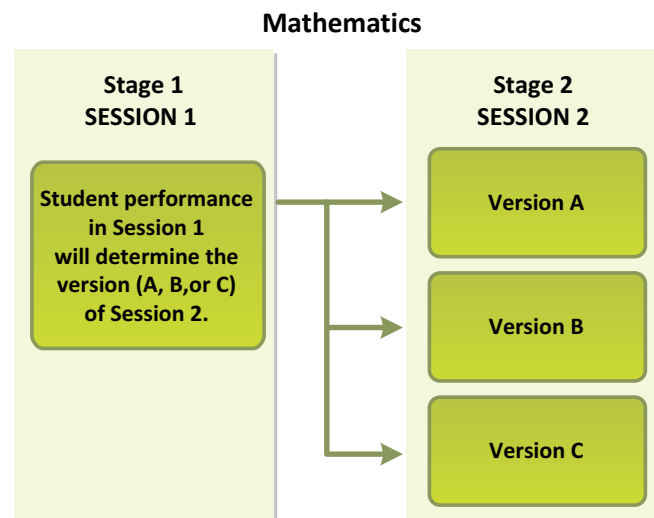 Mathematics
Stage 1
SESSION 1
Student performance
in Session 1
will determine the
version (A, B,or C)
of Session 2.
Stage 2
SESSION 2
Version A
Version B
Version C